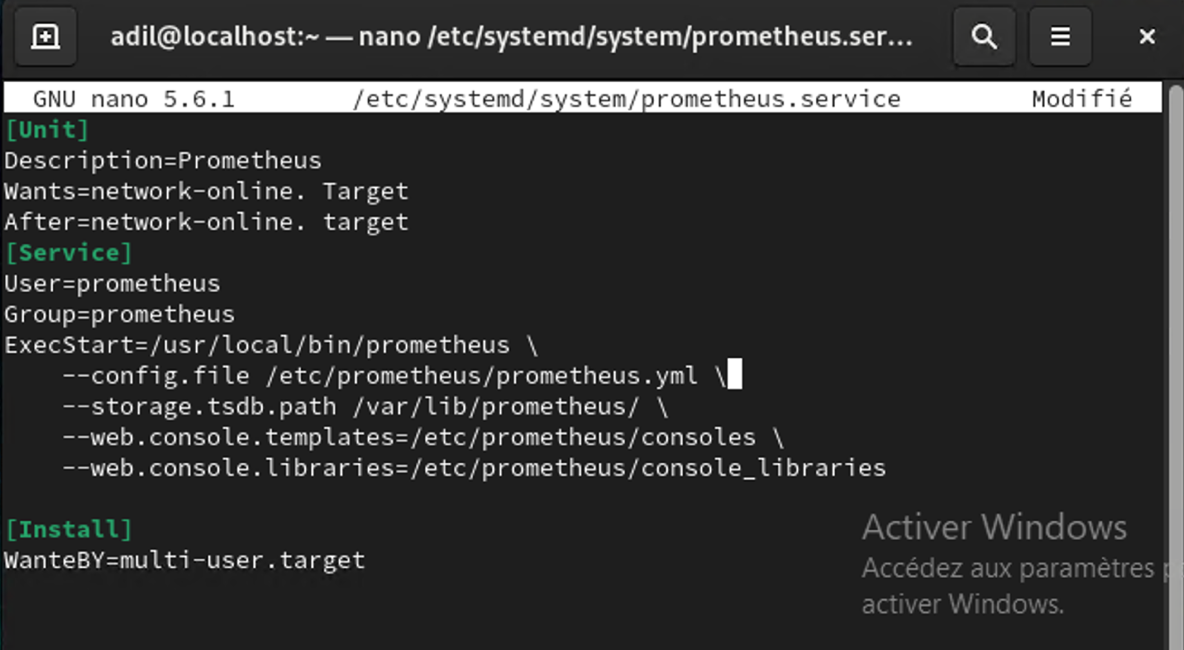 adil@localhost:~ — nano /etc/systemd/system/prometheus.ser...
GNU nano 5.6.1 /etc/systemd/system/prometheus.service Modifié
[Unit]
Description=Prometheus
Wants=network-online. Target
After=network-online. target
[Service]
User=prometheus
Group=prometheus
ExecStart=/usr/local/bin/prometheus \
--config.file /etc/prometheus/prometheus.yml \
--storage.tsdb.path /var/lib/prometheus/ \
--web.console.templates=/etc/prometheus/consoles \
--web.console.libraries=/etc/prometheus/console_libraries
[Install]
WanteBY=multi-user.target
Activer Windows
Accédez aux paramètres p
activer Windows.